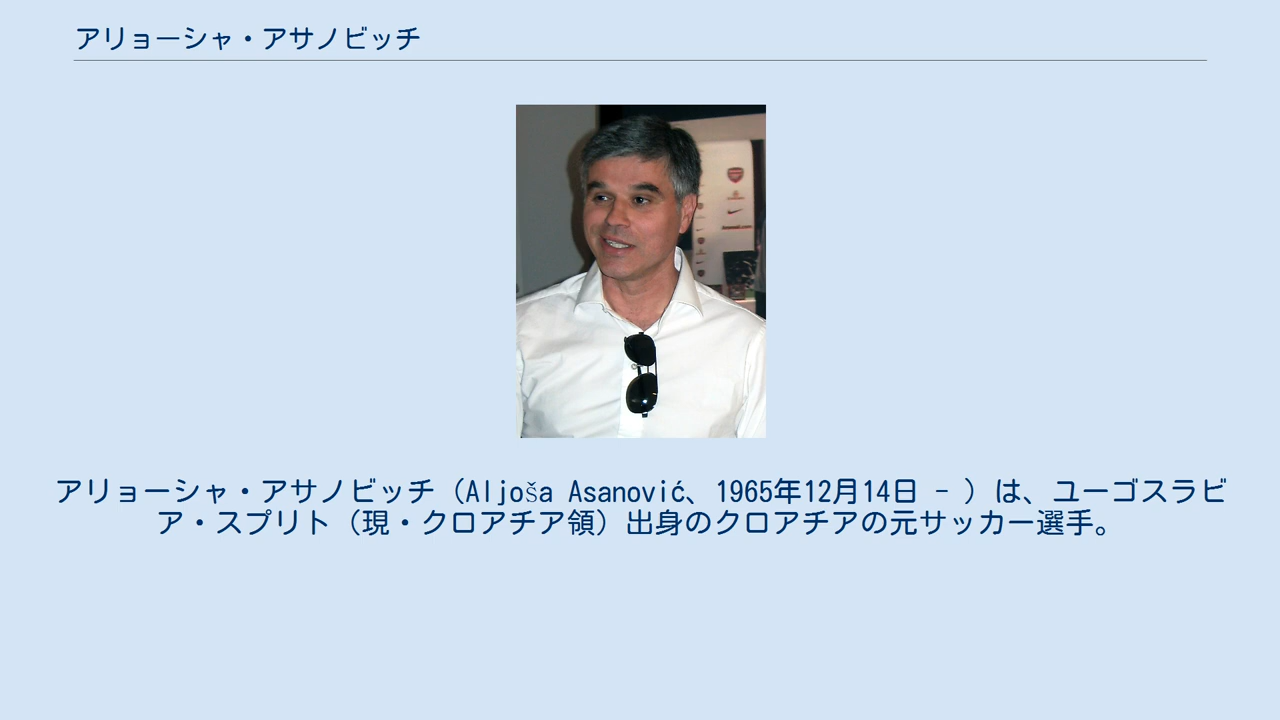 アリョーシャ・アサノビッチ
アリョーシャ・アサノビッチ（Aljoša Asanović、1965年12月14日 - ）は、ユーゴスラビ
ア・スプリト（現・クロアチア領）出身のクロアチアの元サッカー選手。